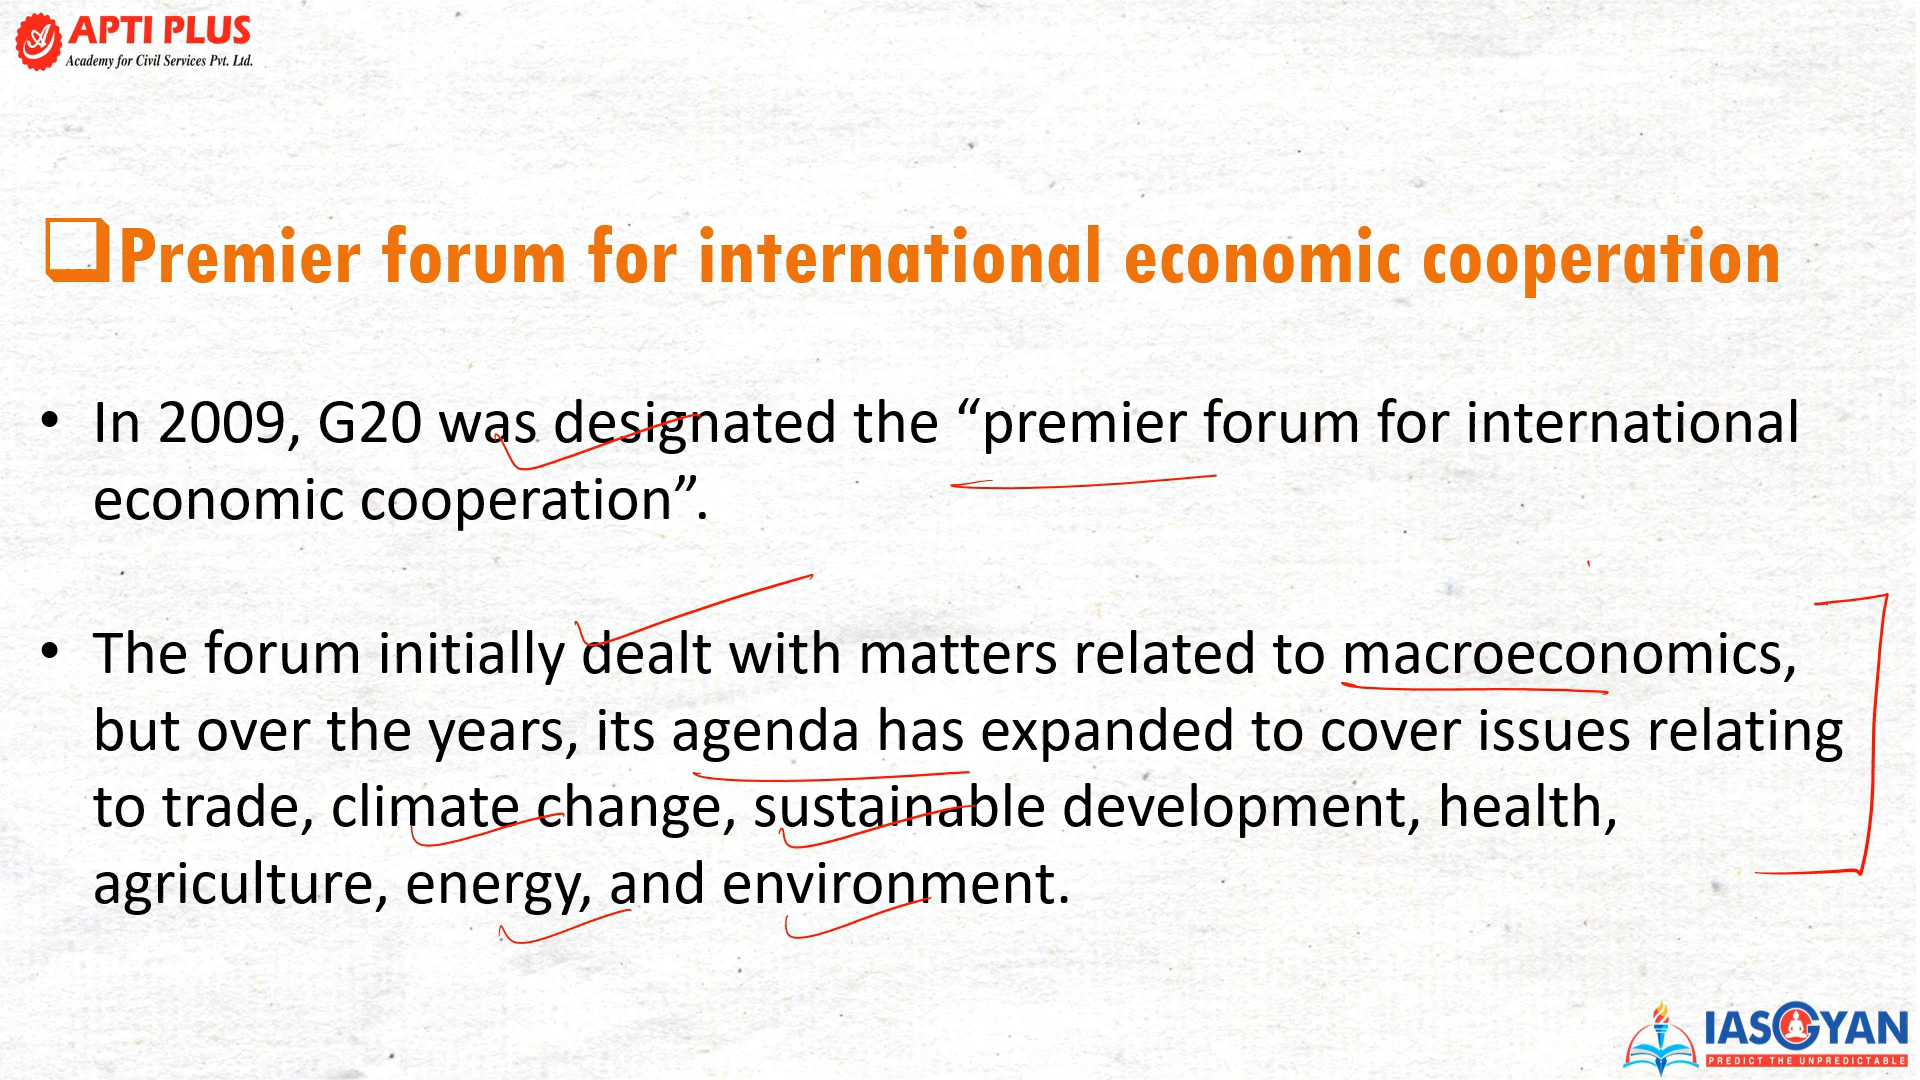 APTI PLUS
Academy for Civil Services Pvt. Ltd.
Premier forum for international economic cooperation
• In 2009, G20 was designated the “premier forum for international
economic cooperation”.
• The forum initially dealt with matters related to macroeconomics,
but over the years, its agenda has expanded to cover issues relating
to trade, climate change, sustainable development, health,
agriculture, energy, and environment.
IASGYAN
PREDICT THE UNPREDICTABLE